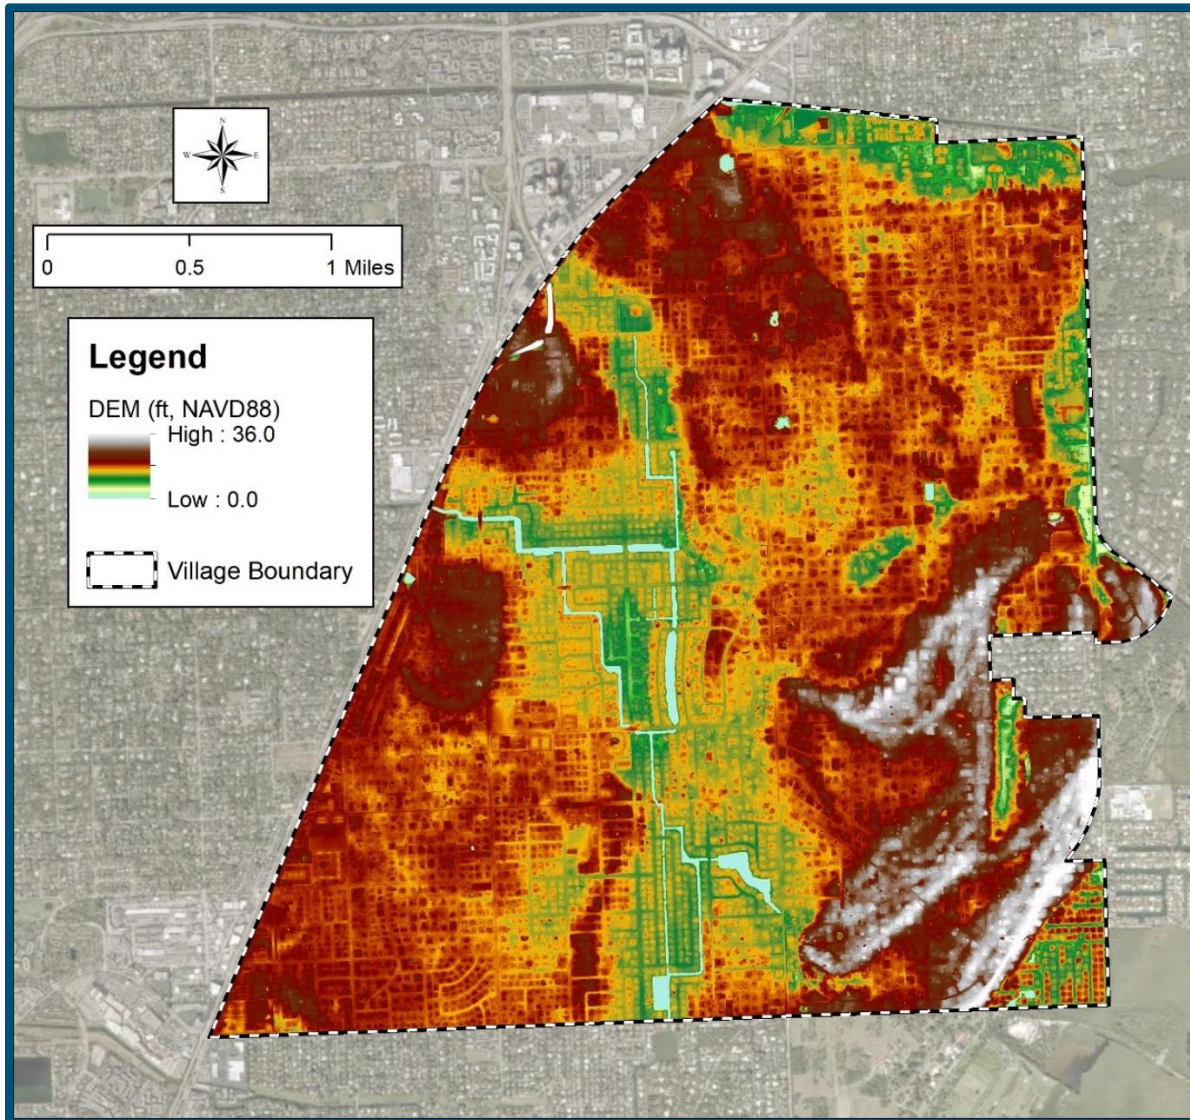 N
W E
S
0 0.5 1 Miles
Legend
DEM (ft, NAVD88)
High : 36.0
Low : 0.0
Village Boundary